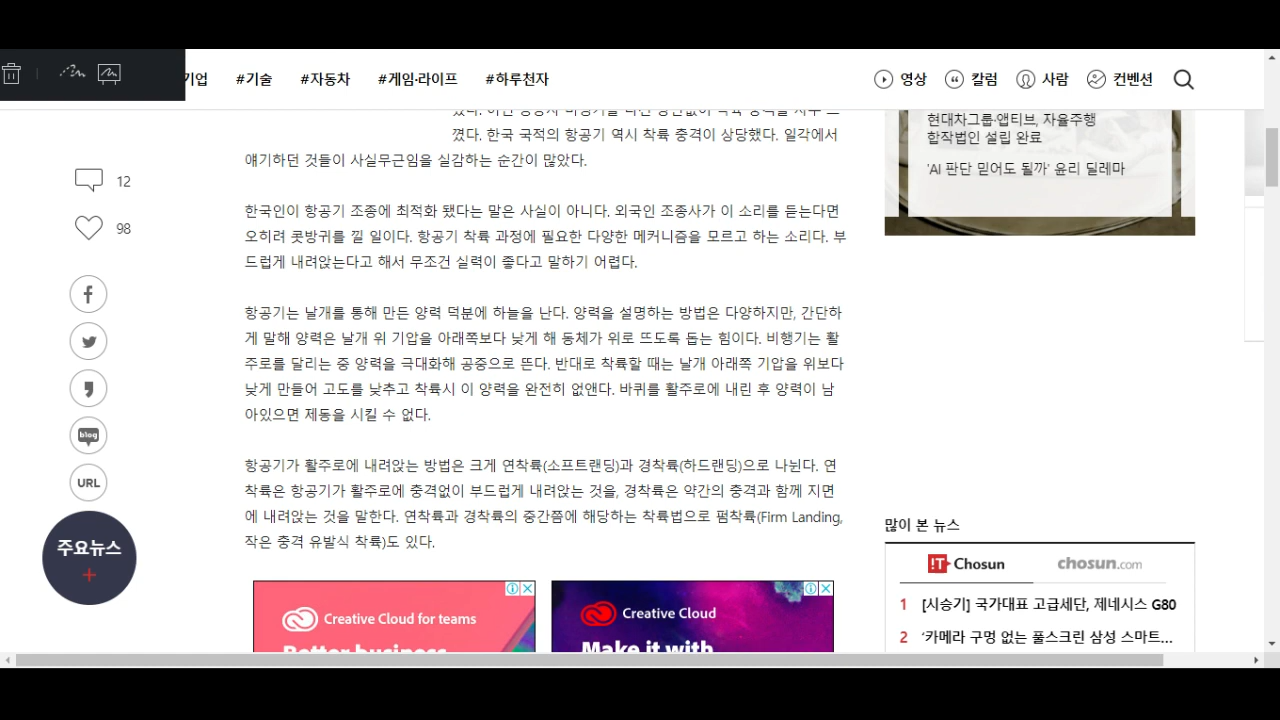 기업 #기술 #자동차 #게임·라이프 #하루천자 영상 칼럼 사람 컨벤션
12
98
blog
URL
주요뉴스
+
겼다. 한국 국적의 항공기 역시 착륙 충격이 상당했다. 일각에서
얘기하던 것들이 사실무근임을 실감하는 순간이 많았다.
한국인이 항공기 조종에 최적화 됐다는 말은 사실이 아니다. 외국인 조종사가 이 소리를 듣는다면
오히려 콧방귀를 낄 일이다. 항공기 착륙 과정에 필요한 다양한 메커니즘을 모르고 하는 소리다. 부
드럽게 내려앉는다고 해서 무조건 실력이 좋다고 말하기 어렵다.
항공기는 날개를 통해 만든 양력 덕분에 하늘을 난다. 양력을 설명하는 방법은 다양하지만, 간단하
게 말해 양력은 날개 위 기압을 아래쪽보다 낮게 해 동체가 위로 뜨도록 돕는 힘이다. 비행기는 활
주로를 달리는 중 양력을 극대화해 공중으로 뜬다. 반대로 착륙할 때는 날개 아래쪽 기압을 위보다
낮게 만들어 고도를 낮추고 착륙시 이 양력을 완전히 없앤다. 바퀴를 활주로에 내린 후 양력이 남
아있으면 제동을 시킬 수 없다.
항공기가 활주로에 내려앉는 방법은 크게 연착륙(소프트랜딩)과 경착륙(하드랜딩)으로 나뉜다. 연
착륙은 항공기가 활주로에 충격없이 부드럽게 내려앉는 것을, 경착륙은 약간의 충격과 함께 지면
에 내려앉는 것을 말한다. 연착륙과 경착륙의 중간쯤에 해당하는 착륙법으로 펌착륙(Firm Landing,
작은 충격 유발식 착륙)도 있다.
Creative Cloud for teams
Better business
Creative Cloud
Make it with
현대차그룹·앱티브, 자율주행
합작법인 설립 완료
'AI 판단 믿어도 될까' 윤리 딜레마
많이 본 뉴스
IT Chosun chosun.com
1 [시승기] 국가대표 고급세단, 제네시스 G80
2 ‘카메라 구멍 없는 풀스크린 삼성 스마트...